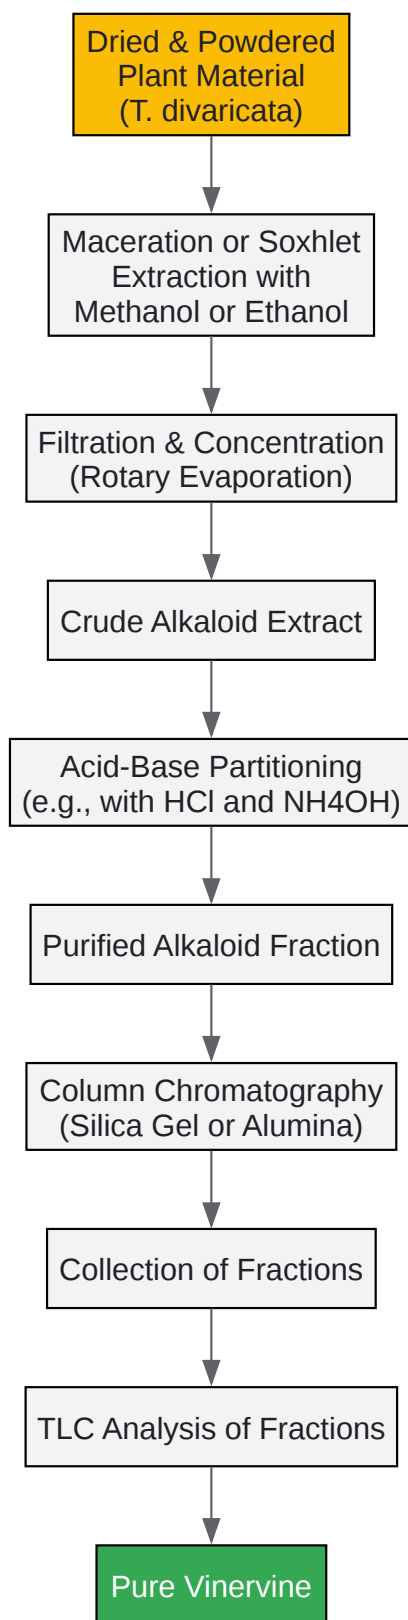 Dried & Powdered
Plant Material
(T. divaricata)
Maceration or Soxhlet
Extraction with
Methanol or Ethanol
Filtration & Concentration
(Rotary Evaporation)
Crude Alkaloid Extract
Acid-Base Partitioning
(e.g., with HCl and NH4OH)
Purified Alkaloid Fraction
Column Chromatography
(Silica Gel or Alumina)
Collection of Fractions
TLC Analysis of Fractions
Pure Vinervine